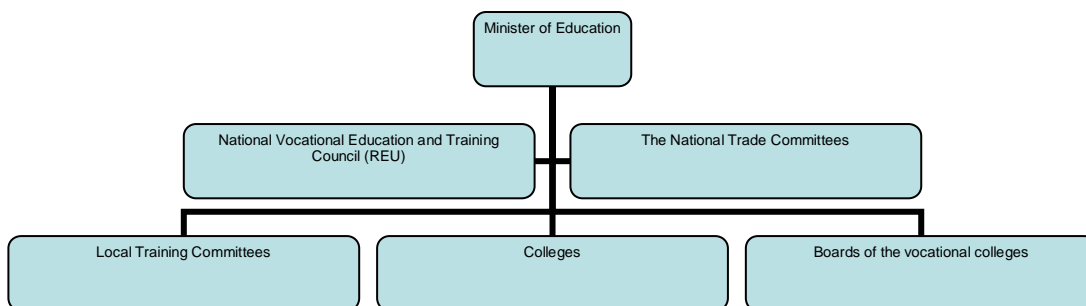 Minister of Education
National Vocational Education and Training
Council (REU)
The National Trade Committees
Local Training Committees
Colleges
Boards of the vocational colleges